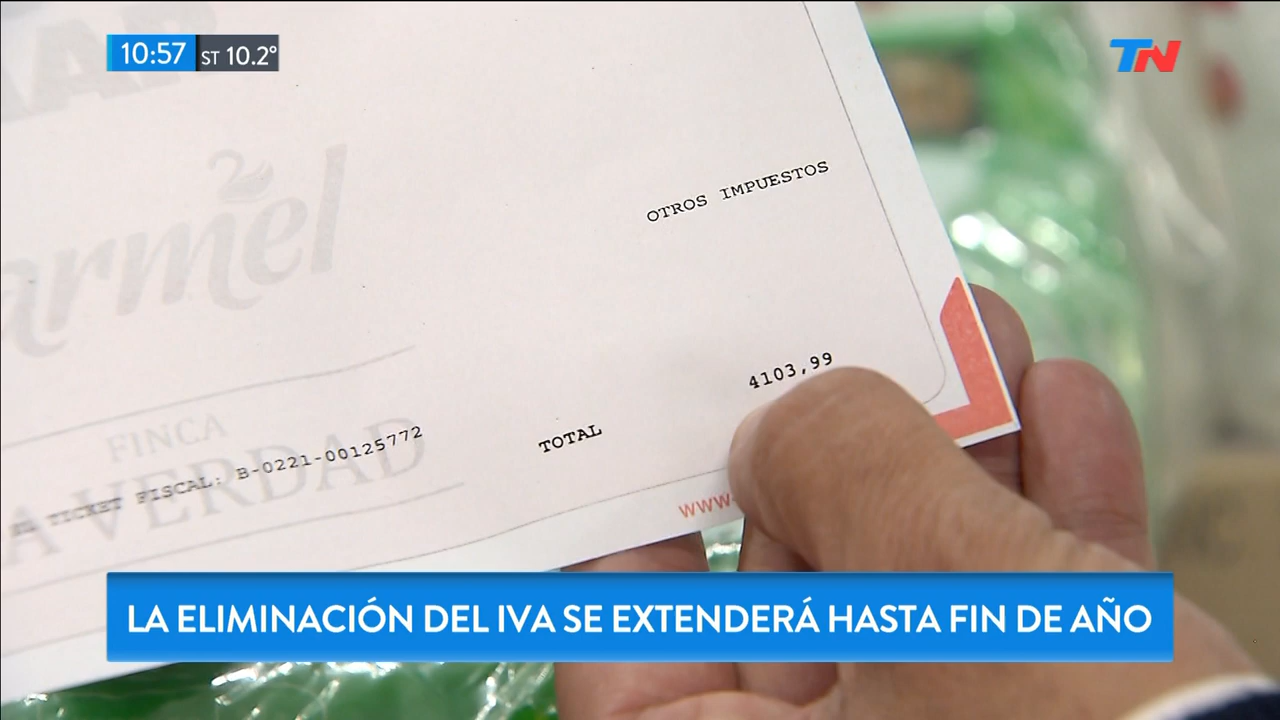 10:57 ST 10.2°
TN
OTROS IMPUESTOS
4103,99
TOTAL
FINCA
VERDAD
TICKET FISCAL: B-0221-00125772
www.
LA ELIMINACIÓN DEL IVA SE EXTENDERÁ HASTA FIN DE AÑO